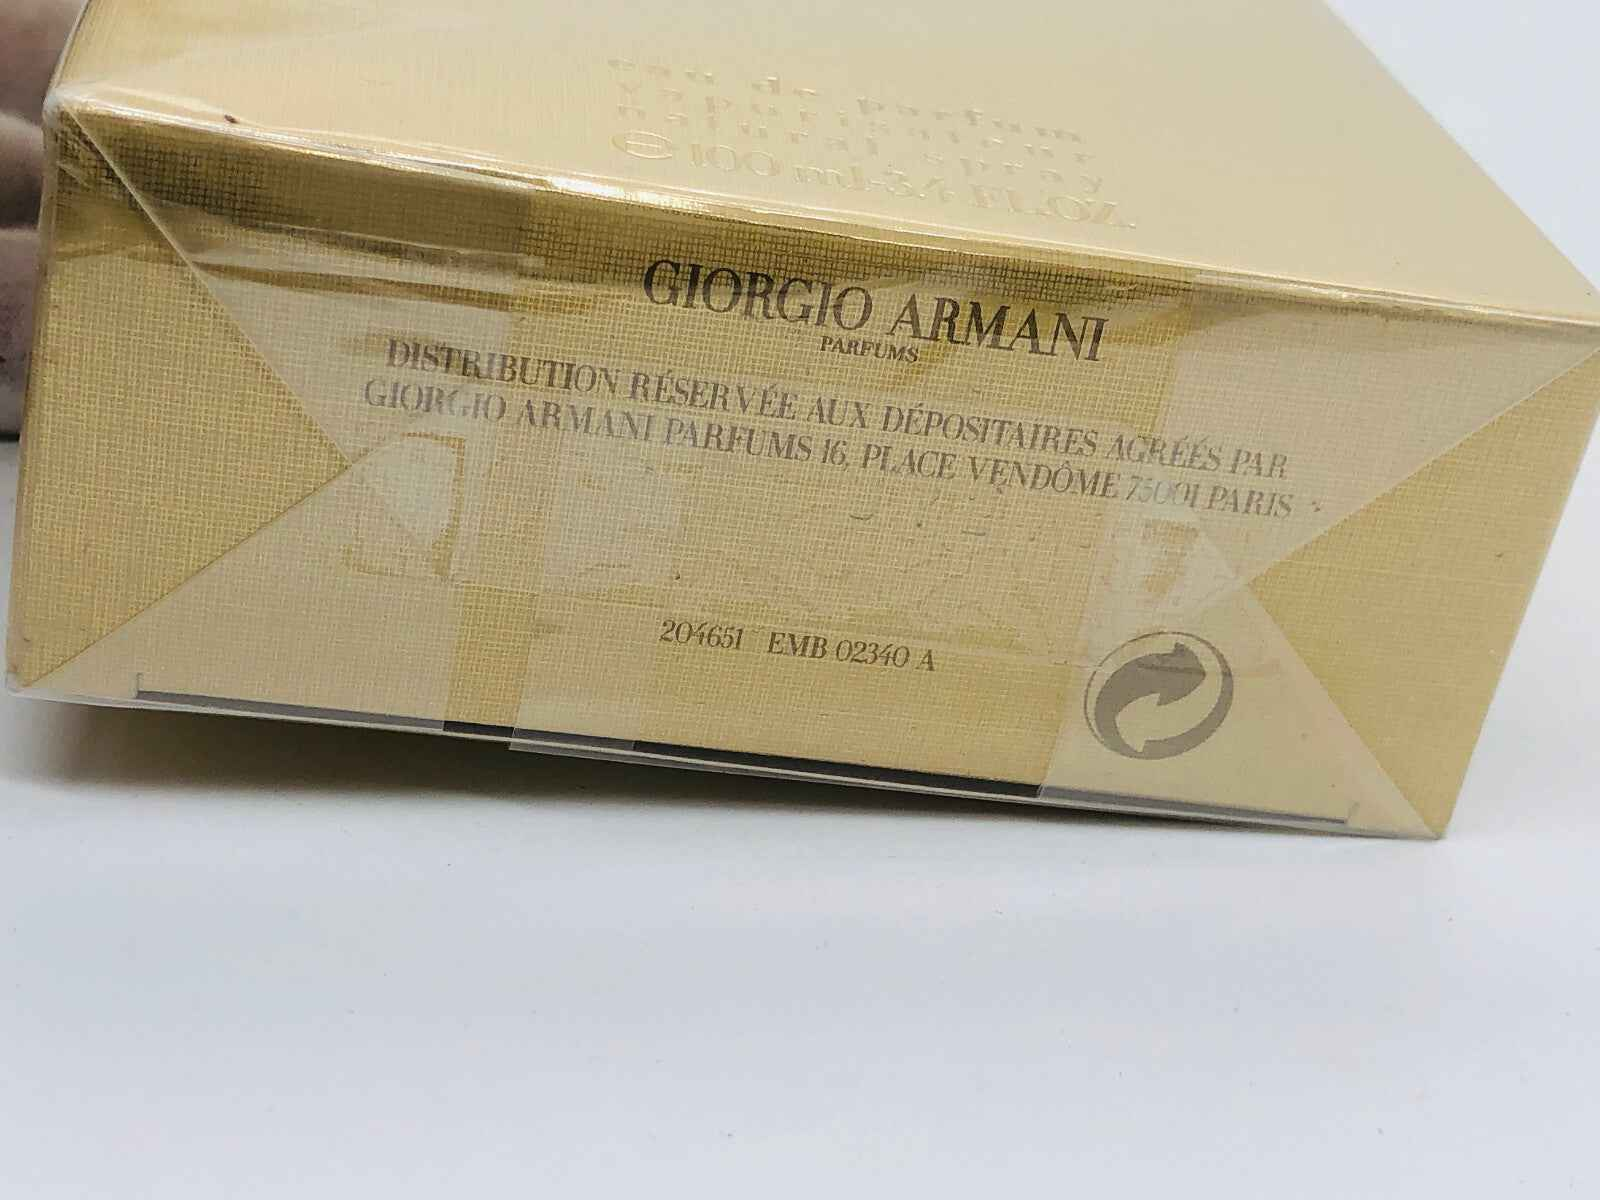 eau de parfum
vaporisateur
natural spray
100 ml-3.4 FL.OZ.
GIORGIO ARMANI
PARFUMS
DISTRIBUTION RÉSERVÉE AUX DÉPOSITAIRES AGRÉÉS PAR
GIORGIO ARMANI PARFUMS 16, PLACE VENDÔME 75001 PARIS
204651 EMB 02340 A